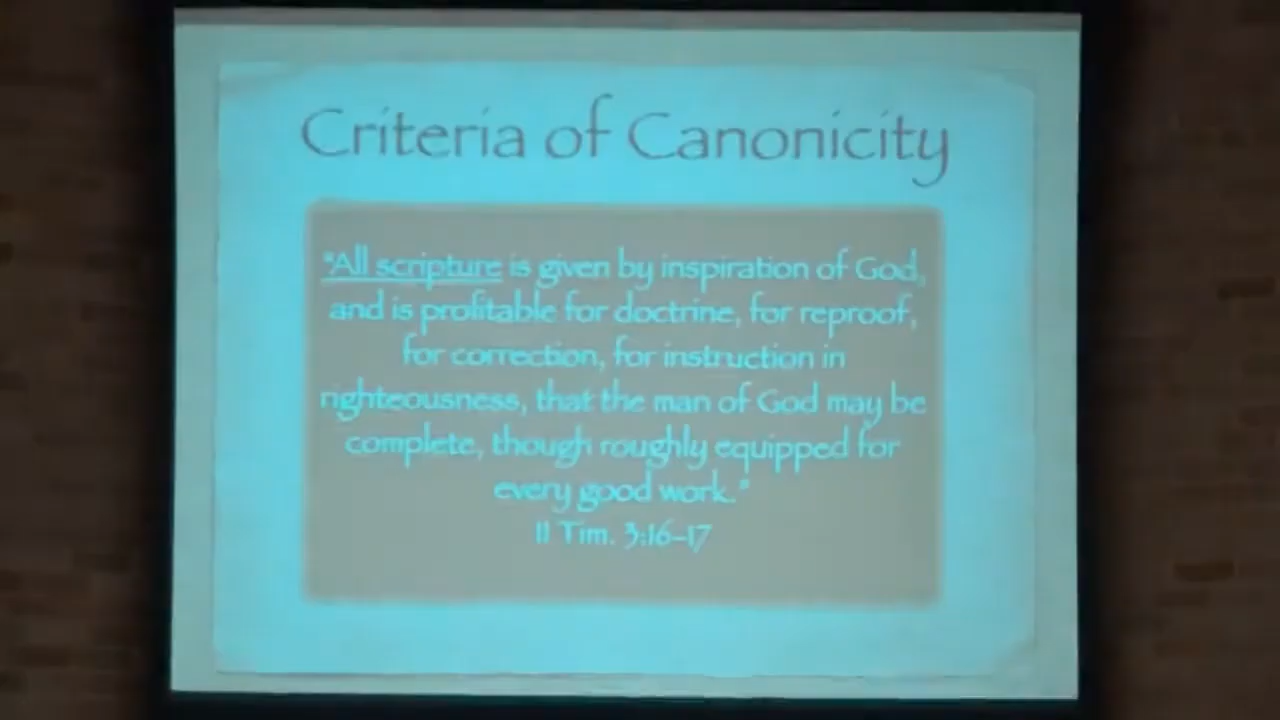 Criteria of Canonicity
"All scripture is given by inspiration of God,
and is profitable for doctrine, for reproof,
for correction, for instruction in
righteousness, that the man of God may be
complete, though roughly equipped for
every good work."
II Tim. 3:16-17